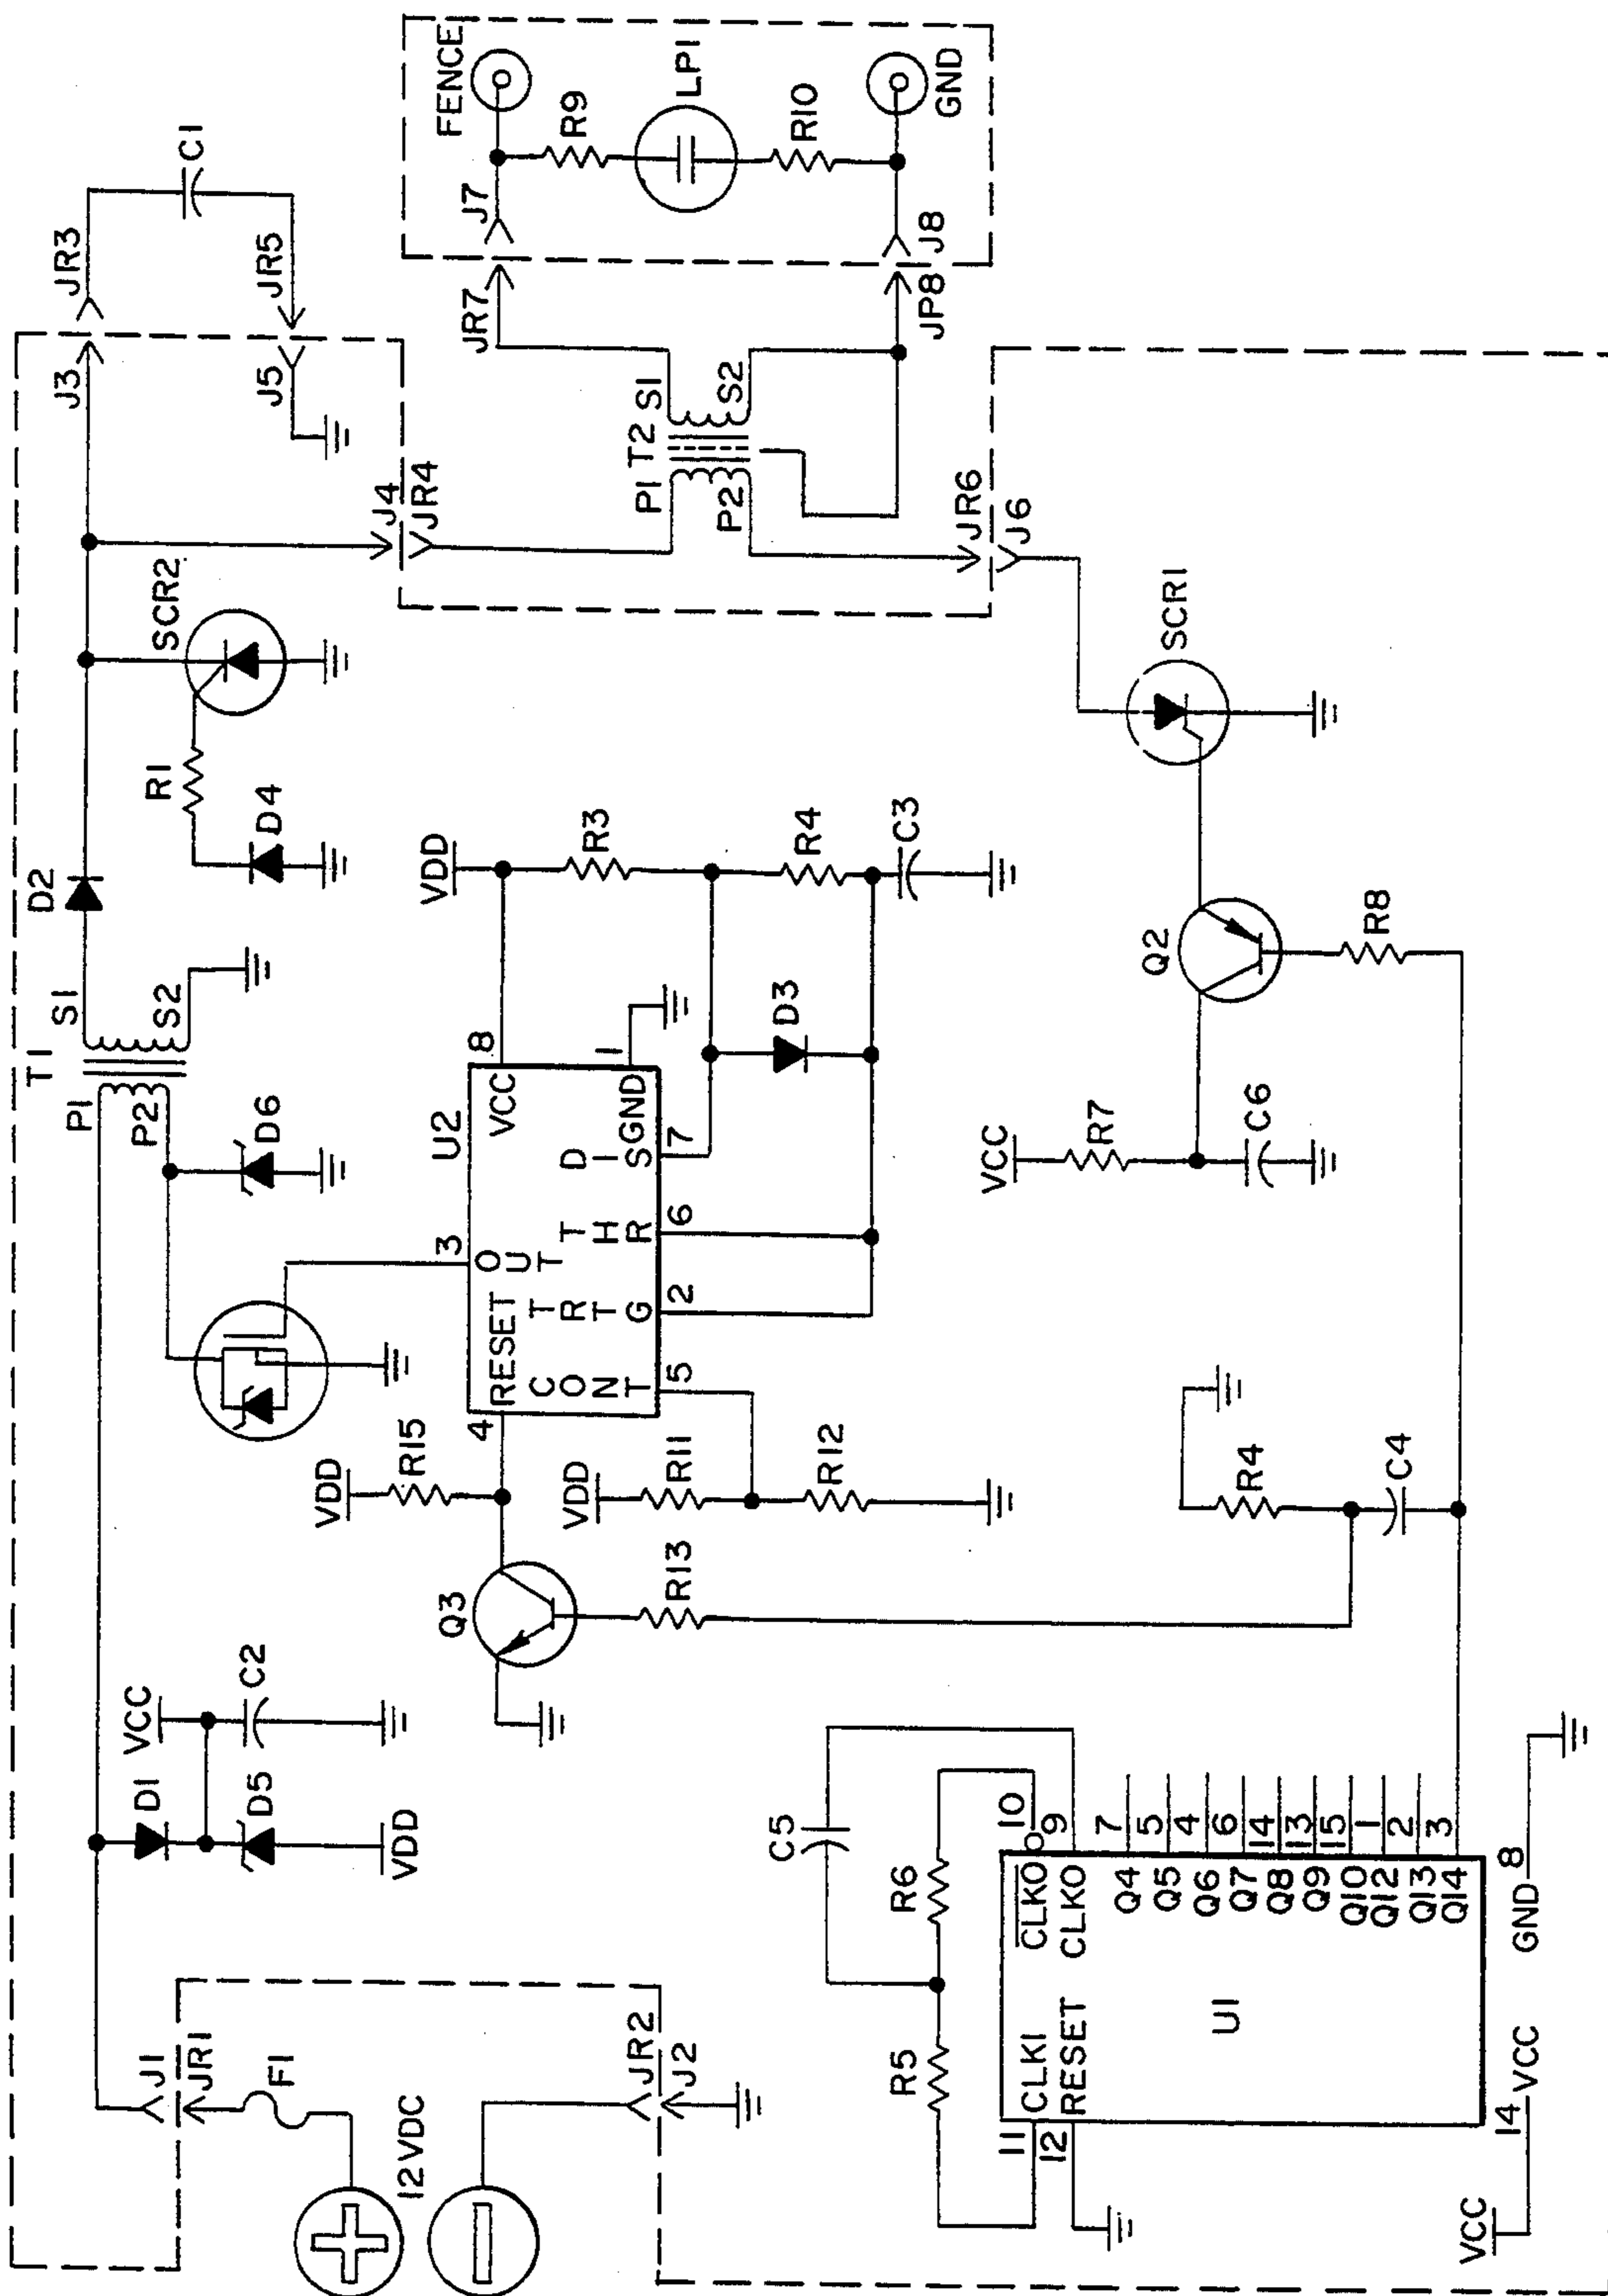 T1
P1
S1
P2
S2
D2
J3
JR3
C1
J5
JR5
J1
JR1
F1
12VDC
JR2
J2
D1
VCC
C2
D5
VDD
D6
R1
D4
SCR2
J4
JR4
P1
T2
S1
P2
S2
JR7
J7
FENCE
R9
LP1
R10
GND
JP8
J8
JR6
J6
SCR1
VDD
R15
Q3
R13
VDD
R11
R12
U2
4
RESET
3
OUT
8
VCC
1
GND
CONT
5
TRTG
2
THR
6
DIS
7
VDD
R3
R4
C3
D3
VCC
R7
C6
Q2
R8
R4
C4
C5
R5
R6
U1
11
CLKI
12
RESET
CLKO
10
CLKO
9
Q4
7
Q5
5
Q6
4
Q7
6
Q8
14
Q9
13
Q10
15
Q12
1
Q13
2
Q14
3
VCC
14
VCC
GND
8